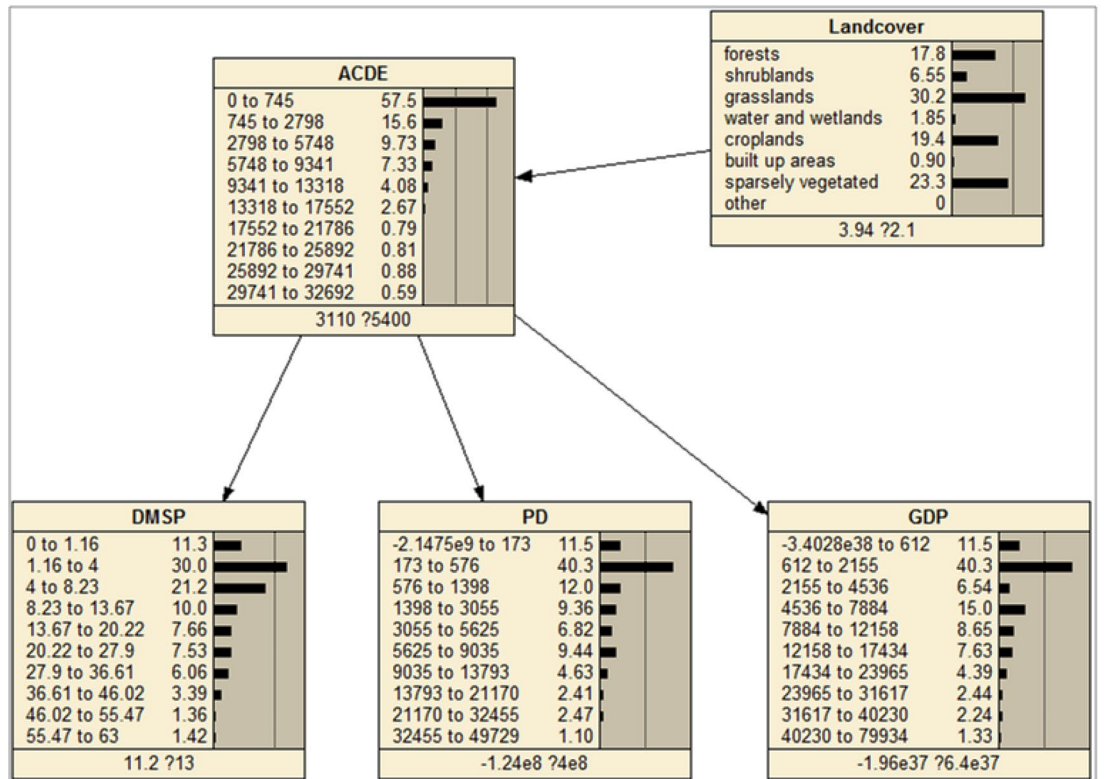 Landcover
forests 17.8
shrublands 6.55
grasslands 30.2
water and wetlands 1.85
croplands 19.4
built up areas 0.90
sparsely vegetated 23.3
other 0
3.94 ?2.1
ACDE
0 to 745 57.5
745 to 2798 15.6
2798 to 5748 9.73
5748 to 9341 7.33
9341 to 13318 4.08
13318 to 17552 2.67
17552 to 21786 0.79
21786 to 25892 0.81
25892 to 29741 0.88
29741 to 32692 0.59
3110 ?5400
DMSP
0 to 1.16 11.3
1.16 to 4 30.0
4 to 8.23 21.2
8.23 to 13.67 10.0
13.67 to 20.22 7.66
20.22 to 27.9 7.53
27.9 to 36.61 6.06
36.61 to 46.02 3.39
46.02 to 55.47 1.36
55.47 to 63 1.42
11.2 ?13
PD
-2.1475e9 to 173 11.5
173 to 576 40.3
576 to 1398 12.0
1398 to 3055 9.36
3055 to 5625 6.82
5625 to 9035 9.44
9035 to 13793 4.63
13793 to 21170 2.41
21170 to 32455 2.47
32455 to 49729 1.10
-1.24e8 ?4e8
GDP
-3.4028e38 to 612 11.5
612 to 2155 40.3
2155 to 4536 6.54
4536 to 7884 15.0
7884 to 12158 8.65
12158 to 17434 7.63
17434 to 23965 4.39
23965 to 31617 2.44
31617 to 40230 2.24
40230 to 79934 1.33
-1.96e37 ?6.4e37